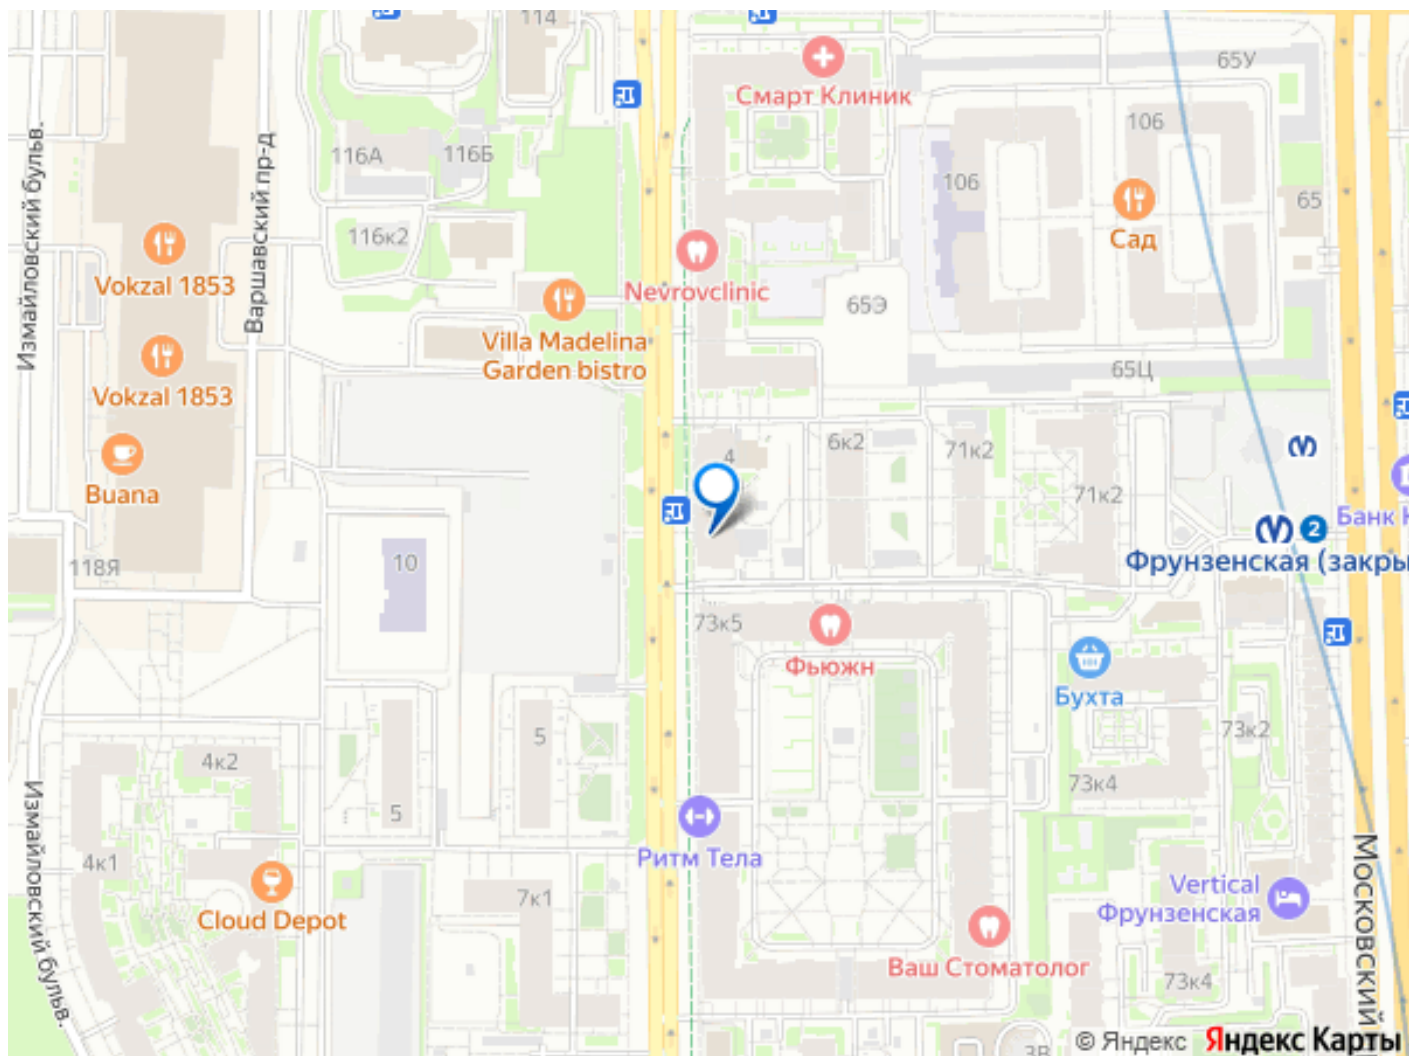 114
65У
Смарт Клиник
Измайловский бульв.
Варшавский пр-д
116А
116Б
106
106
Сад
65
116к2
Vokzal 1853
Nevrovclinic
65Э
Villa Madelina
Garden bistro
Vokzal 1853
65Ц
4
6к2
71к2
Buana
71к2
Банк
2
Фрунзенская (закры
118Я
10
73к5
Фьюжн
Бухта
4к2
5
73к2
5
73к4
Измайловский бульв.
4к1
Ритм Тела
Московский
Cloud Depot
7к1
Vertical
Фрунзенская
Ваш Стоматолог
73к4
3В
© Яндекс Яндекс Карты